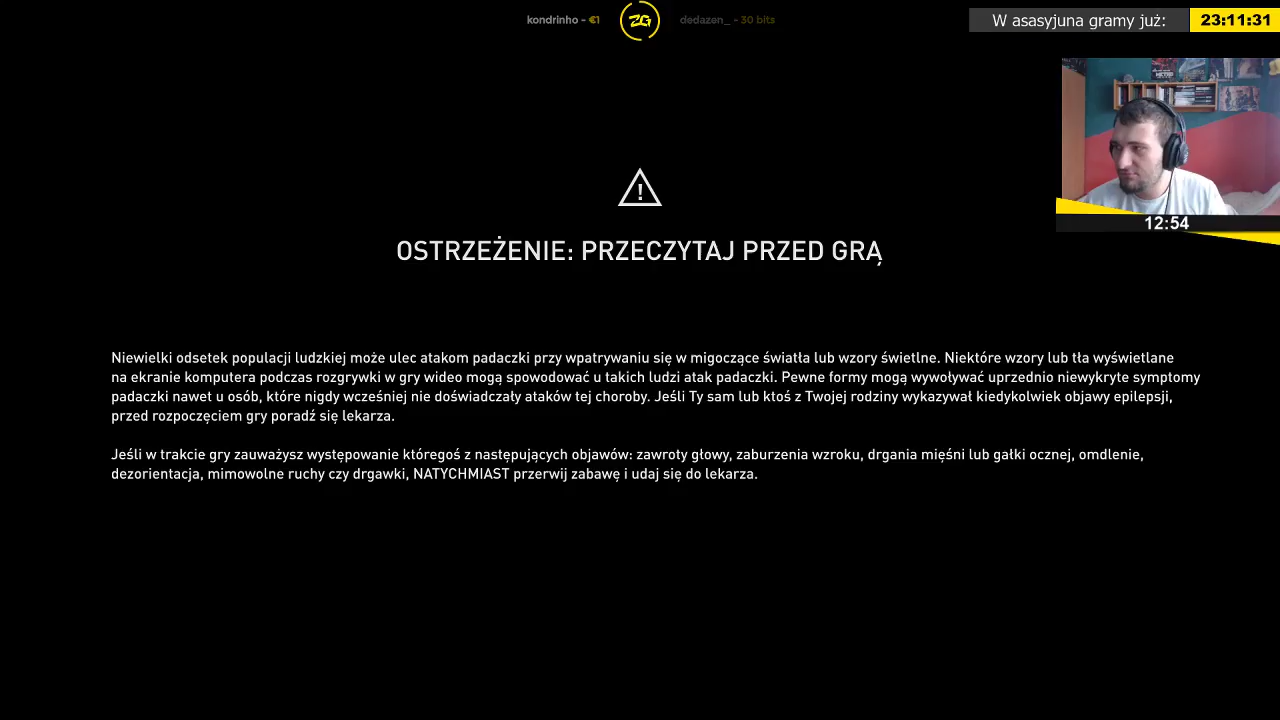 kondrinho - €1
ZG
dedazen_ - 30 bits
W asasyjuna gramy już:
23:11:31
12:54
OSTRZEŻENIE: PRZECZYTAJ PRZED GRĄ
Niewielki odsetek populacji ludzkiej może ulec atakom padaczki przy wpatrywaniu się w migoczące światła lub wzory świetlne. Niektóre wzory lub tła wyświetlane
na ekranie komputera podczas rozgrywki w gry wideo mogą spowodować u takich ludzi atak padaczki. Pewne formy mogą wywoływać uprzednio niewykryte symptomy
padaczki nawet u osób, które nigdy wcześniej nie doświadczały ataków tej choroby. Jeśli Ty sam lub ktoś z Twojej rodziny wykazywał kiedykolwiek objawy epilepsji,
przed rozpoczęciem gry poradź się lekarza.
Jeśli w trakcie gry zauważysz występowanie któregoś z następujących objawów: zawroty głowy, zaburzenia wzroku, drgania mięśni lub gałki ocznej, omdlenie,
dezorientacja, mimowolne ruchy czy drgawki, NATYCHMIAST przerwij zabawę i udaj się do lekarza.